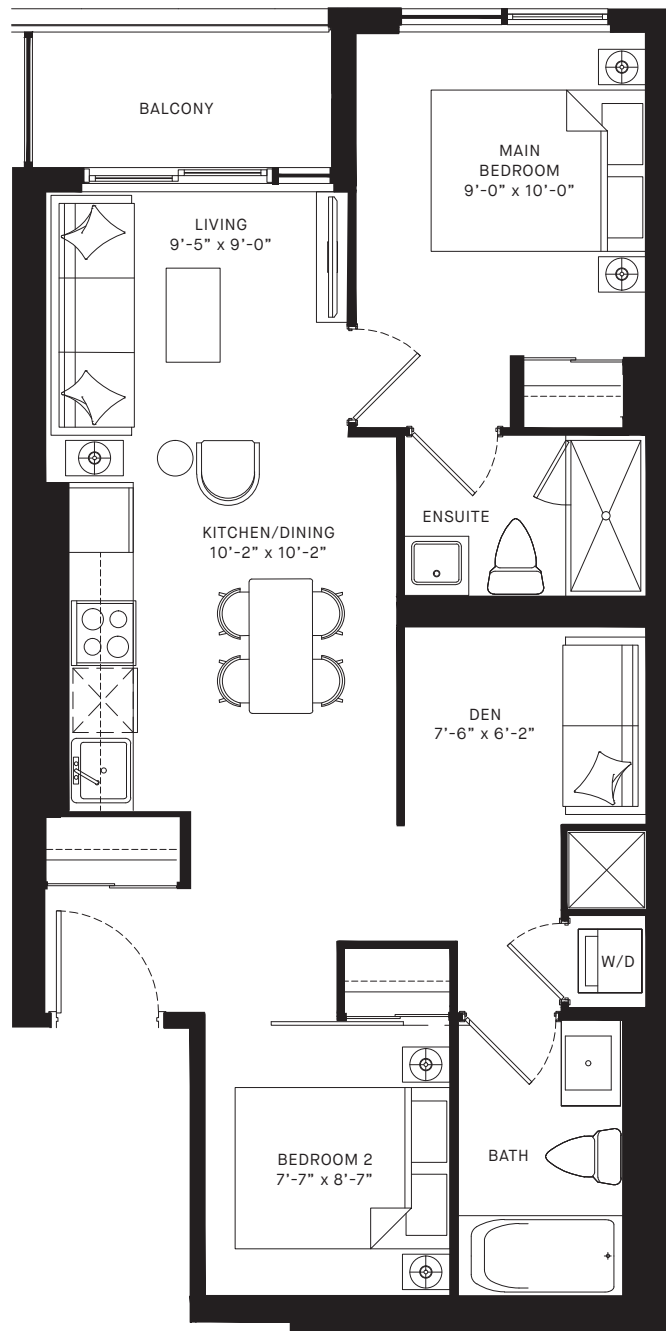 BALCONY
MAIN
BEDROOM
9’-0” x 10’-0”
LIVING
9’-5” x 9’-0”
ENSUITE
KITCHEN/DINING
10’-2” x 10’-2”
DEN
7’-6” x 6’-2”
W/D
BEDROOM 2
7’-7” x 8’-7”
BATH